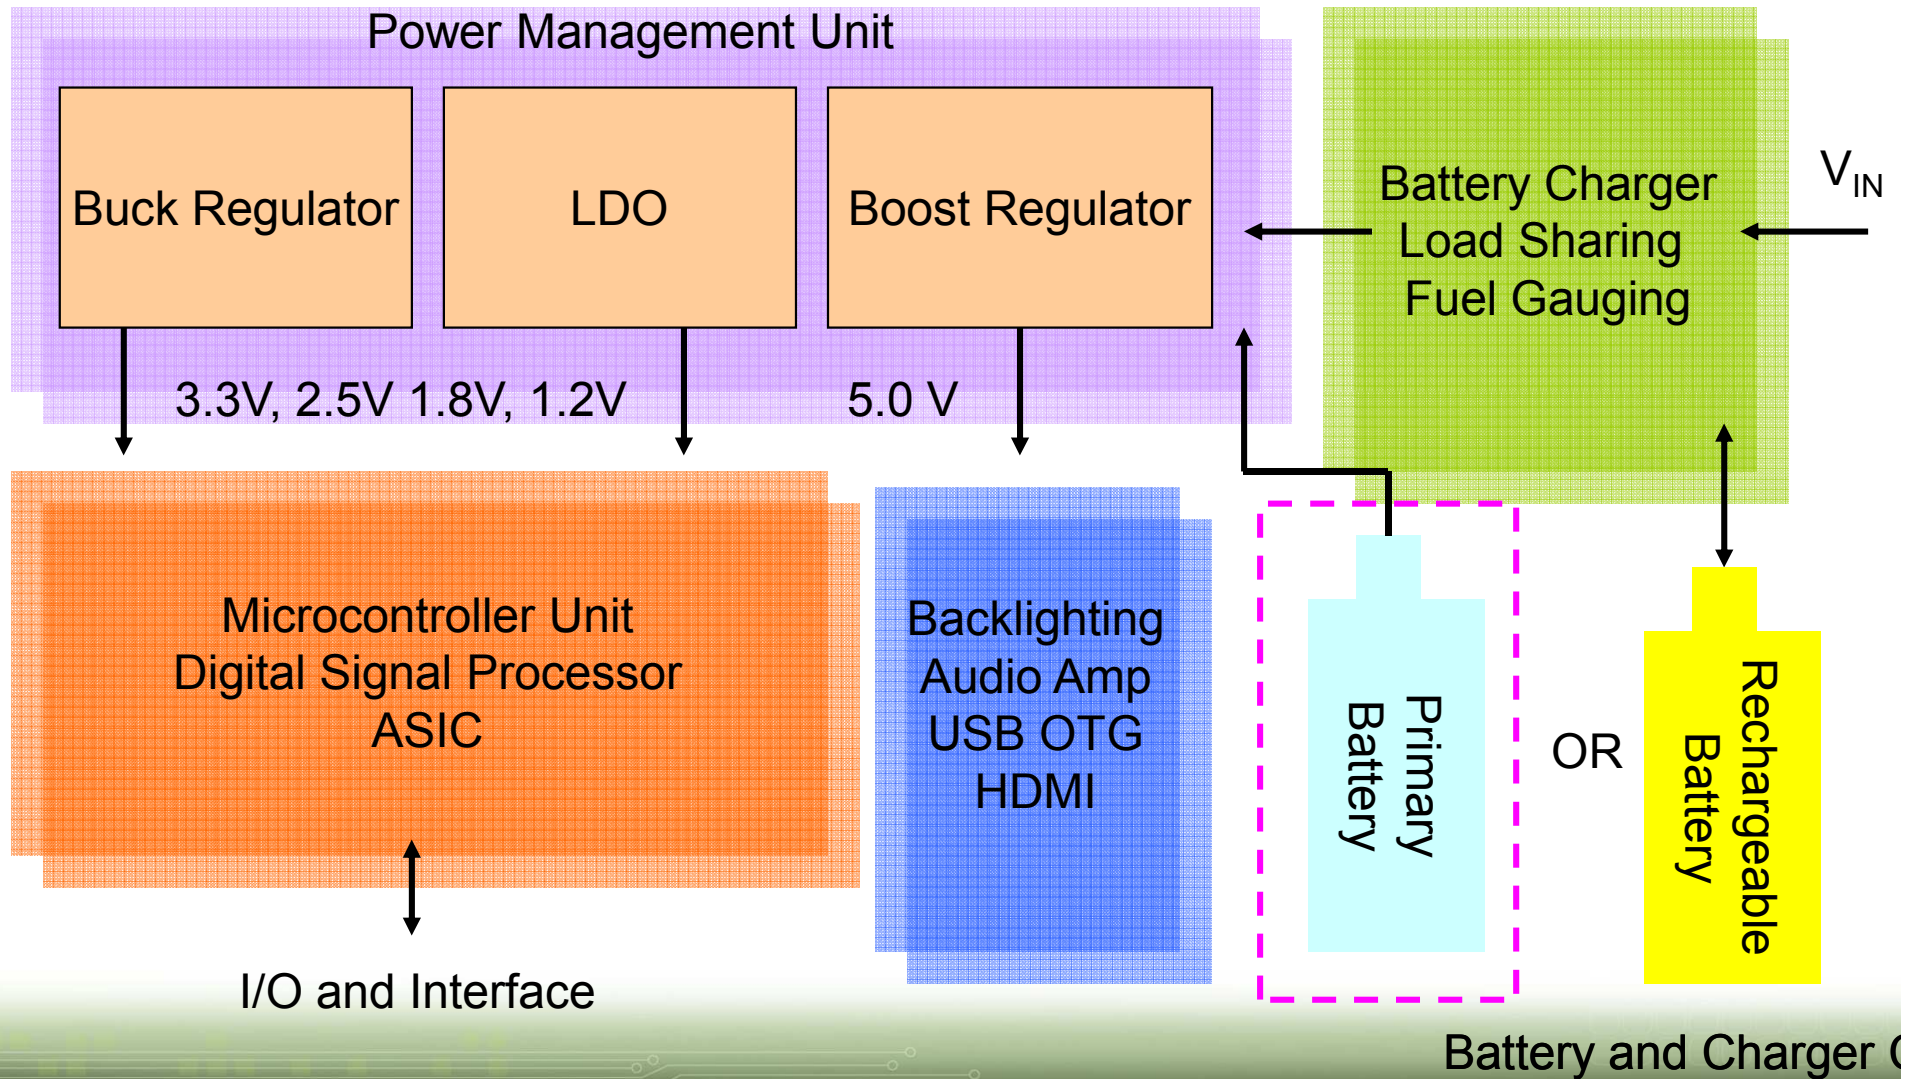 Power Management Unit
Buck Regulator
LDO
Boost Regulator
Battery Charger
Load Sharing
Fuel Gauging
VIN
3.3V, 2.5V 1.8V, 1.2V
5.0 V
Microcontroller Unit
Digital Signal Processor
ASIC
Backlighting
Audio Amp
USB OTG
HDMI
Primary
Battery
OR
Rechargeable
Battery
I/O and Interface
Battery and Charger